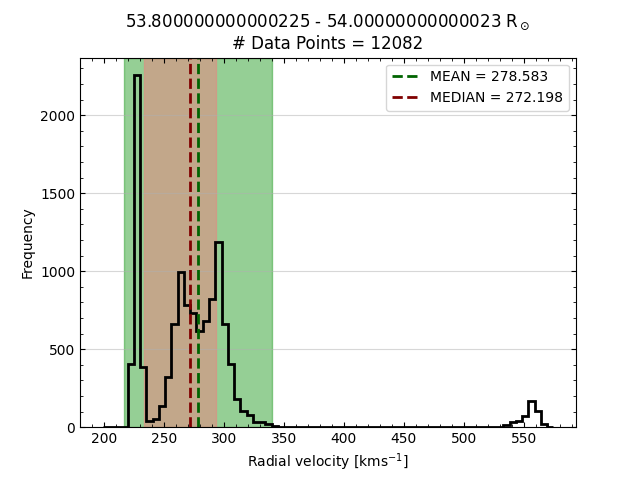 53.800000000000225 - 54.00000000000023 R☉
# Data Points = 12082
MEAN = 278.583
MEDIAN = 272.198
Frequency
2000
1500
1000
500
0
200 250 300 350 400 450 500 550
Radial velocity [kms⁻¹]